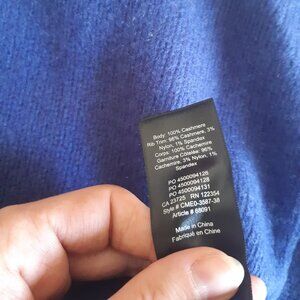 Body: 100% Cashmere
Rib Trim: 96% Cashmere, 3%
Nylon, 1% Spandex
Corps: 100% Cachemire
Garniture Côtelée: 96%
Cachemire, 3% Nylon, 1%
Spandex
PO 4500094126
PO 4500094128
PO 4500094131
CA 23725 RN 122354
Style # CME0-3587-38
Article # 68091
Made in China
Fabriqué en Chine